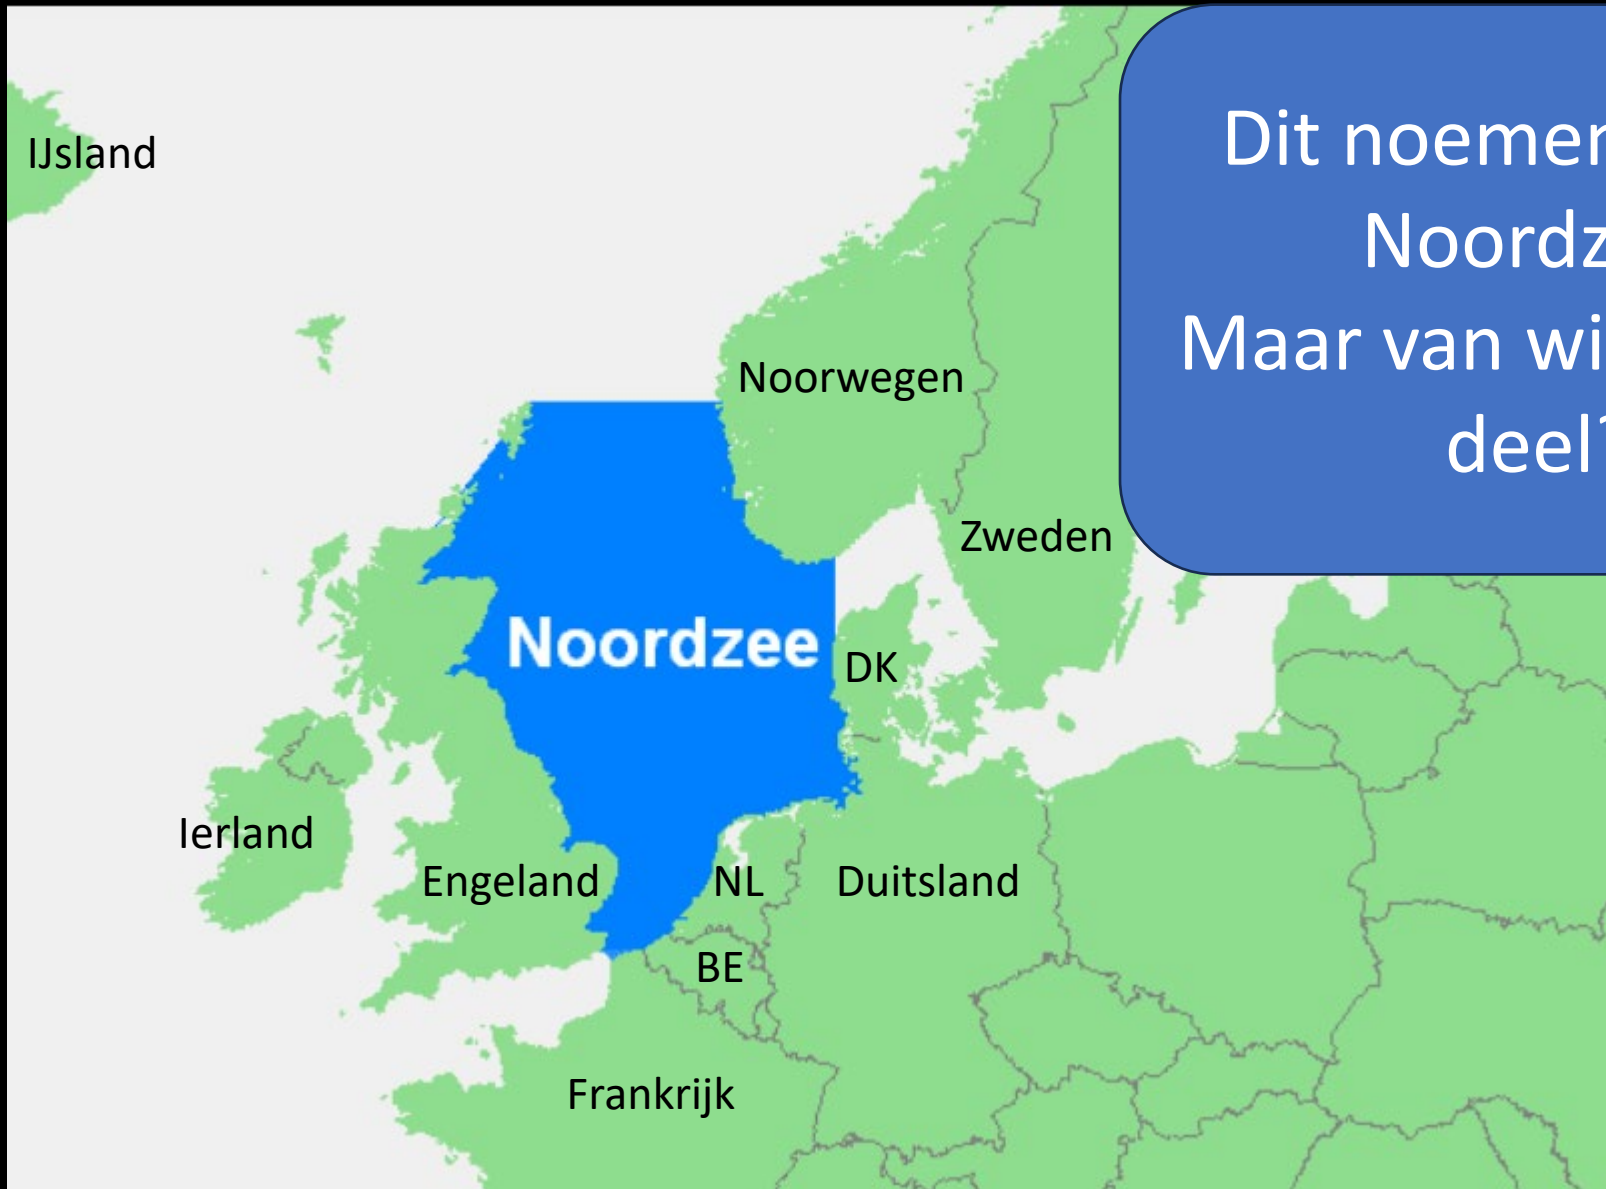 IJsland
Dit noemen
Noordz
Maar van wi
deel?
Noorwegen
Zweden
Noordzee
DK
Ierland
Engeland
NL
Duitsland
BE
Frankrijk